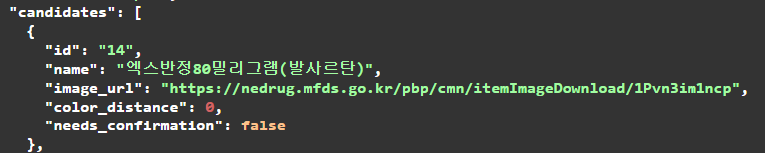 "candidates": [
{
"id": "14",
"name": "엑스반정80밀리그램(발사르탄)",
"image_url": "https://nedrug.mfds.go.kr/pbp/cmn/itemImageDownload/1Pvn3im1ncp",
"color_distance": 0,
"needs_confirmation": false
},